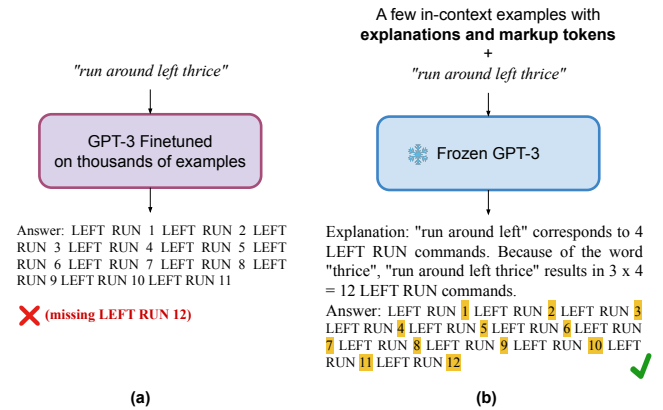 "run around left thrice"
GPT-3 Finetuned
on thousands of examples
Answer: LEFT RUN 1 LEFT RUN 2 LEFT
RUN 3 LEFT RUN 4 LEFT RUN 5 LEFT
RUN 6 LEFT RUN 7 LEFT RUN 8 LEFT
RUN 9 LEFT RUN 10 LEFT RUN 11
(missing LEFT RUN 12)
(a)
A few in-context examples with
explanations and markup tokens
+
"run around left thrice"
Frozen GPT-3
Explanation: "run around left" corresponds to 4
LEFT RUN commands. Because of the word
"thrice", "run around left thrice" results in 3 x 4
= 12 LEFT RUN commands.
Answer: LEFT RUN 1 LEFT RUN 2 LEFT RUN 3
LEFT RUN 4 LEFT RUN 5 LEFT RUN 6 LEFT RUN
7 LEFT RUN 8 LEFT RUN 9 LEFT RUN 10 LEFT
RUN 11 LEFT RUN 12
(b)